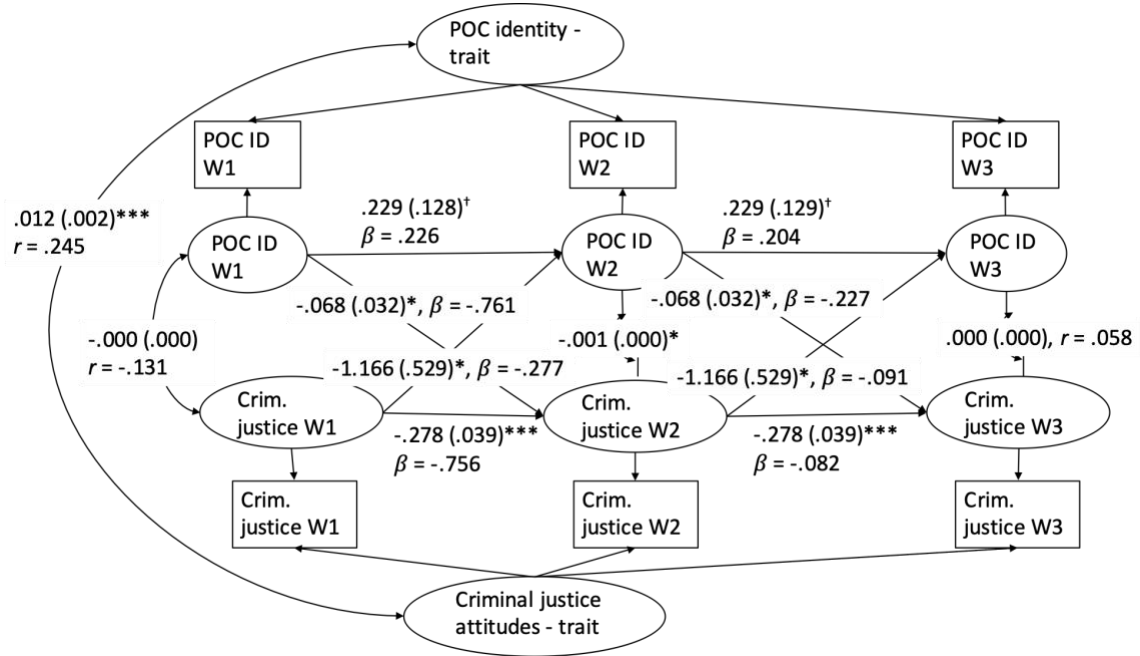 POC identity -
trait
POC ID
W1
POC ID
W2
POC ID
W3
.012 (.002)***
r = .245
.229 (.128)†
β = .226
.229 (.129)†
β = .204
POC ID
W1
POC ID
W2
POC ID
W3
-.068 (.032)*, β = -.761
-.068 (.032)*, β = -.227
-.000 (.000)
r = -.131
-.001 (.000)*
.000 (.000), r = .058
-1.166 (.529)*, β = -.277
-1.166 (.529)*, β = -.091
Crim.
justice W1
Crim.
justice W2
Crim.
justice W3
-.278 (.039)***
β = -.756
-.278 (.039)***
β = -.082
Crim.
justice W1
Crim.
justice W2
Crim.
justice W3
Criminal justice
attitudes - trait